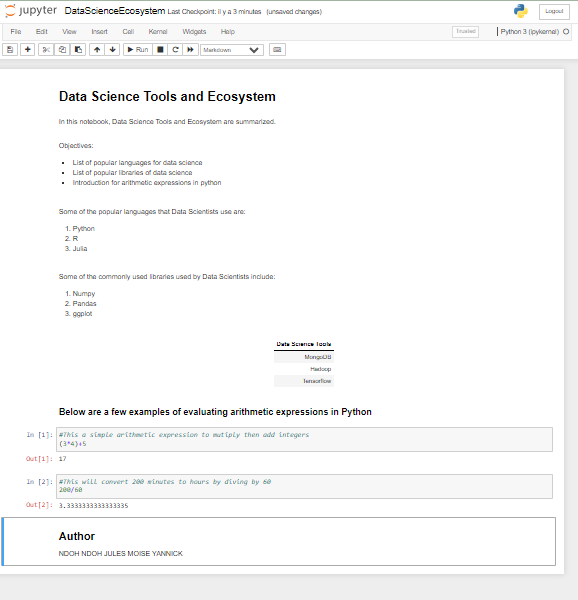 jupyter DataScienceEcosystem Last Checkpoint: il y a 3 minutes (unsaved changes)
Logout
File Edit View Insert Cell Kernel Widgets Help
Trusted
Python 3 (ipykernel)
Run
Markdown
Data Science Tools and Ecosystem
In this notebook, Data Science Tools and Ecosystem are summarized.
Objectives:
• List of popular languages for data science
• List of popular libraries of data science
• Introduction for arithmetic expressions in python
Some of the popular languages that Data Scientists use are:
1. Python
2. R
3. Julia
Some of the commonly used libraries used by Data Scientists include:
1. Numpy
2. Pandas
3. ggplot
Data Science Tools
MongoDB
Hadoop
Tensorflow
Below are a few examples of evaluating arithmetic expressions in Python
In [1]: #This a simple arithmetic expression to mutiply then add integers
(3*4)+5
Out[1]: 17
In [2]: #This will convert 200 minutes to hours by diving by 60
200/60
Out[2]: 3.3333333333333335
Author
NDOH NDOH JULES MOISE YANNICK